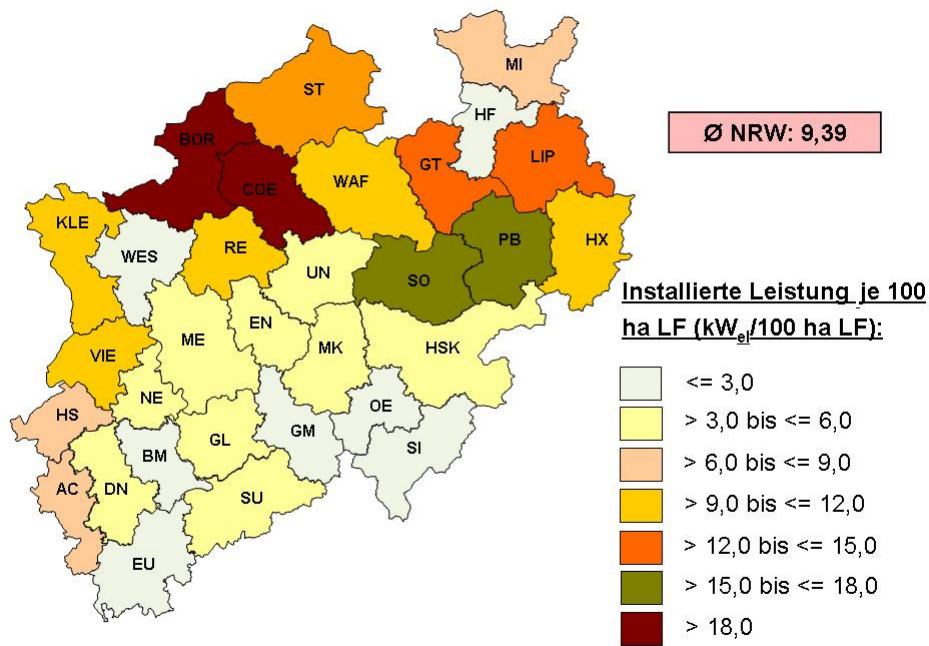 MI
ST
HF
BOR
Ø NRW: 9,39
GT
LIP
WAF
COE
KLE
PB
HX
RE
WES
UN
SO
Installierte Leistung je 100
ha LF (kWel/100 ha LF):
EN
ME
MK
HSK
VIE
<= 3,0
NE
OE
HS
> 3,0 bis <= 6,0
GM
GL
SI
BM
> 6,0 bis <= 9,0
AC
DN
SU
> 9,0 bis <= 12,0
> 12,0 bis <= 15,0
EU
> 15,0 bis <= 18,0
> 18,0